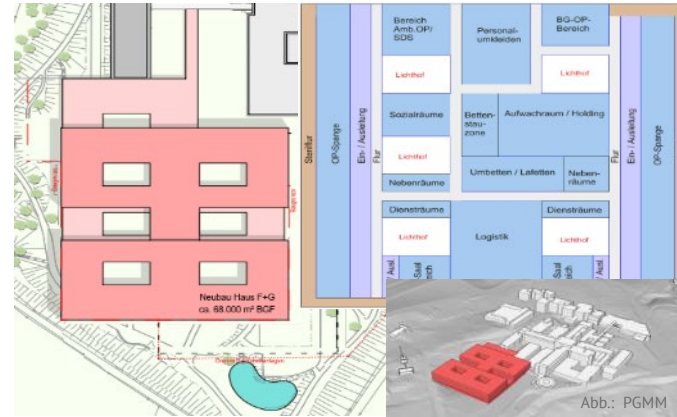 Neubau Haus F+G
ca. 68.000 m² BGF
Bereich
Amb.OP/
SDS
Personal-
umkleiden
BG-OP-
Bereich
Lichthof
Lichthof
Sterilflur
OP-Spange
Ein- / Ausleitung
Flur
Sozialräume
Betten-
stau-
zone
Aufwachraum / Holding
Flur
Ein- / Ausleitung
OP-Spange
Lichthof
Nebenräume
Umbetten / Lafetten
Neben-
räume
Diensträume
Diensträume
Lichthof
Logistik
Lichthof
Abb.: PGMM